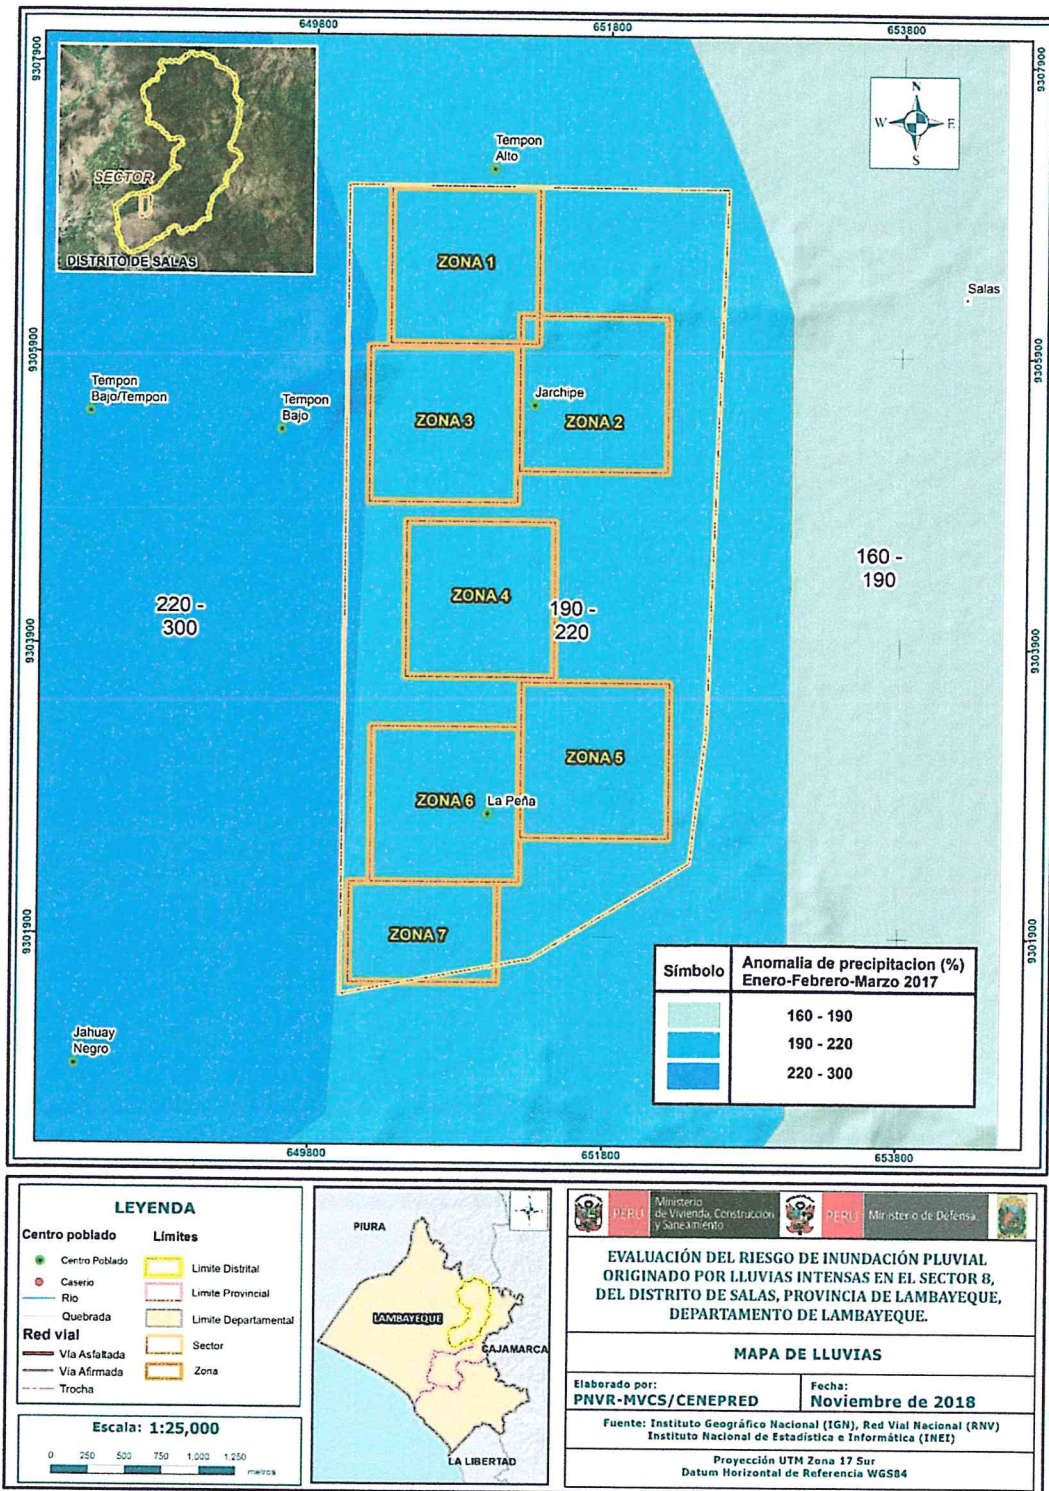 649800
651800
653800
9307900
9307900
N
W
E
S
SECTOR
DISTRITO DE SALAS
Tempon
Alto
ZONA 1
Salas
9305900
9305900
Tempon
Bajo/Tempon
Tempon
Bajo
Jarchipe
ZONA 3
ZONA 2
160 -
190
ZONA 4
220 -
300
190 -
220
9303900
9303900
ZONA 5
ZONA 6
La Peña
ZONA 7
9301900
9301900
Símbolo
Anomalia de precipitacion (%)
Enero-Febrero-Marzo 2017
160 - 190
190 - 220
220 - 300
Jahuay
Negro
649800
651800
653800
LEYENDA
Centro poblado
Límites
Centro Poblado
Caserio
Rio
Quebrada
Limite Distrital
Limite Provincial
Limite Departamental
Sector
Zona
Red vial
Vía Asfaltada
Vía Afirmada
Trocha
Escala: 1:25,000
0 250 500 750 1,000 1,250
metros
PIURA
LAMBAYEQUE
CAJAMARCA
LA LIBERTAD
PERÚ
Ministerio
de Vivienda, Construcción
y Saneamiento
PERÚ
Ministerio de Defensa
EVALUACIÓN DEL RIESGO DE INUNDACIÓN PLUVIAL
ORIGINADO POR LLUVIAS INTENSAS EN EL SECTOR 8,
DEL DISTRITO DE SALAS, PROVINCIA DE LAMBAYEQUE,
DEPARTAMENTO DE LAMBAYEQUE.
MAPA DE LLUVIAS
Elaborado por:
PNVR-MVCS/CENEPRED
Fecha:
Noviembre de 2018
Fuente: Instituto Geográfico Nacional (IGN), Red Vial Nacional (RNV)
Instituto Nacional de Estadística e Informática (INEI)
Proyección UTM Zona 17 Sur
Datum Horizontal de Referencia WGS84